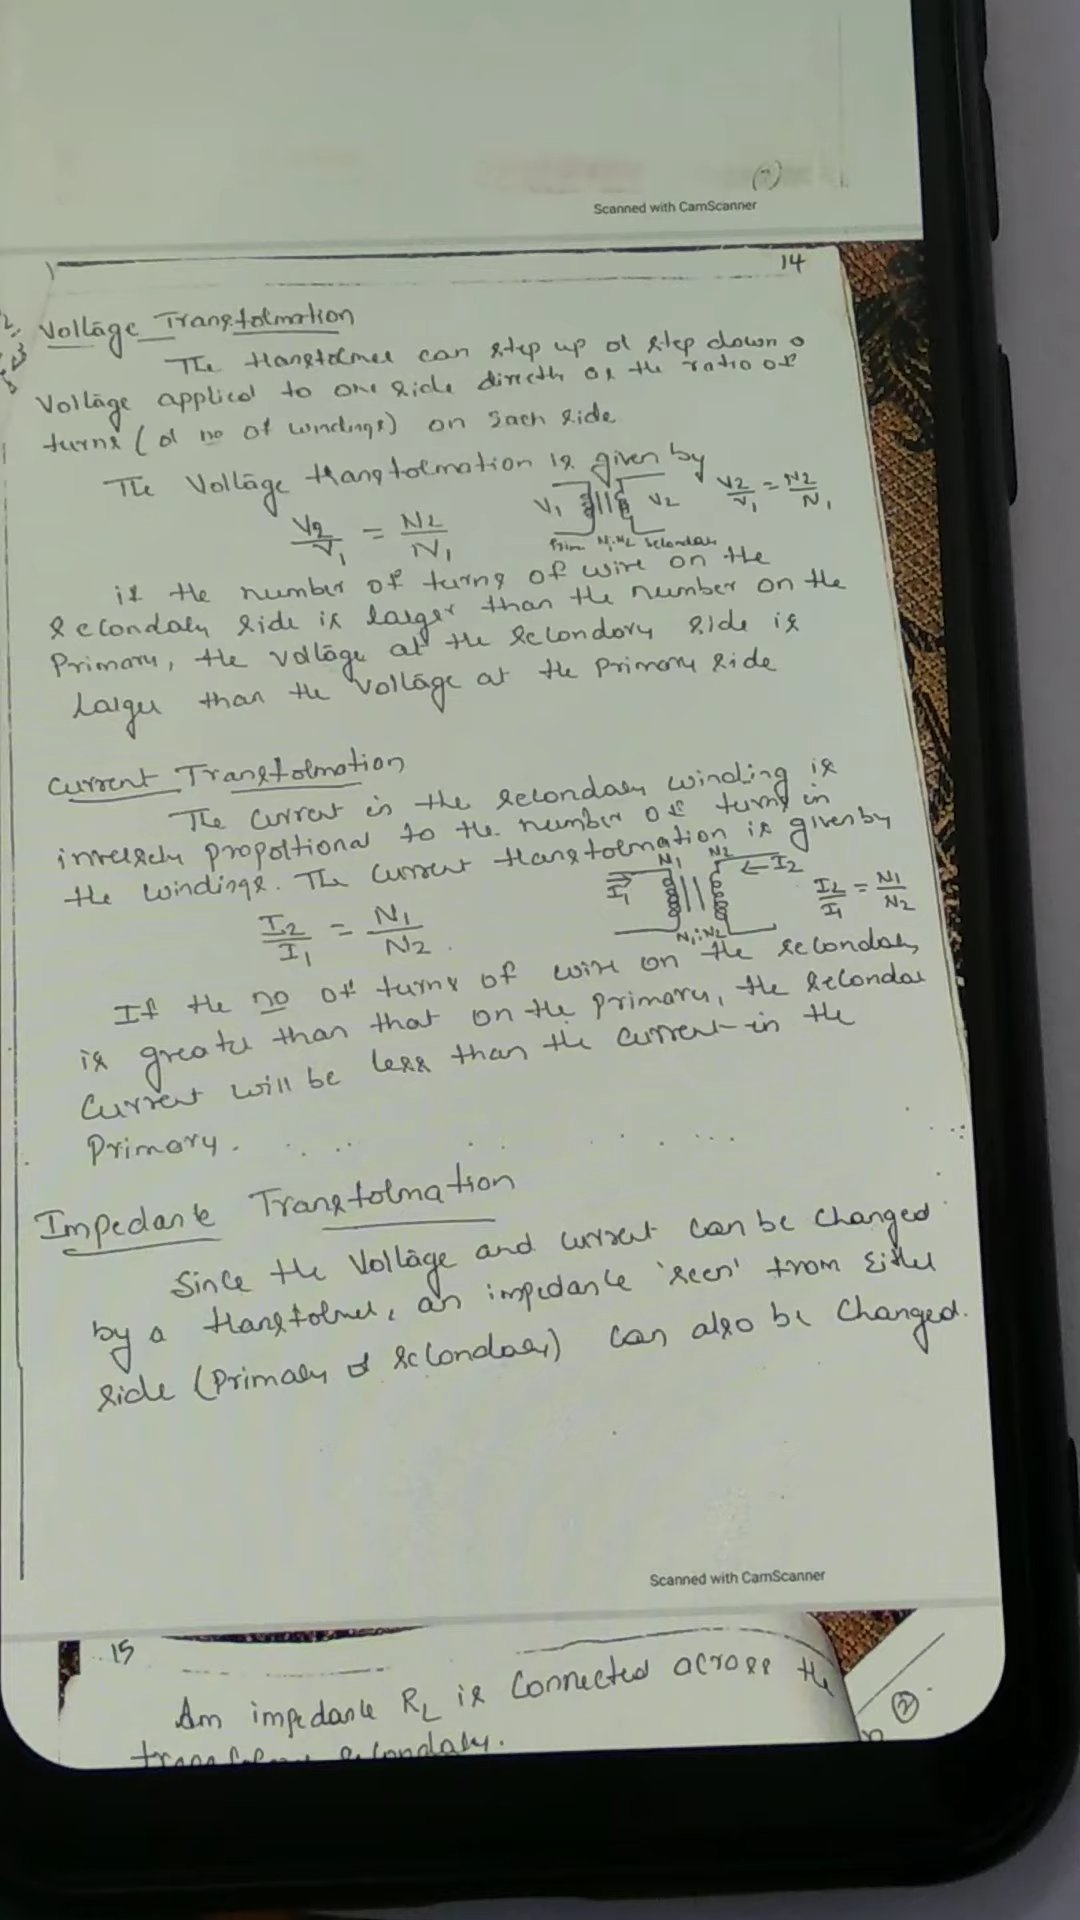 (7)
Scanned with CamScanner
14
Voltage Transformation
The transformer can step up or step down a
Voltage applied to one side directly as the ratio of
turns (or no of windings) on each side
The Voltage transformation is given by
V2/V1 = N2/N1
V1 V2 V2/V1 = N2/N1
Prim N1:N2 Secondary
if the number of turns of wire on the
secondary side is larger than the number on the
Primary, the voltage at the secondary side is
Larger than the voltage at the primary side
Current Transformation
The current in the secondary winding is
inversely proportional to the number of turns in
the windings. The current transformation is given by
N1 N2
I1 ← I2
I2/I1 = N1/N2.
I2/I1 = N1/N2
N1:N2
If the no of turns of wire on the secondary
is greater than that on the primary, the secondar
Current will be less than the current in the
Primary.
Impedance Transformation
Since the Voltage and current can be changed
by a transformer, an impedance 'seen' from Either
side (Primary or secondary) can also be changed.
Scanned with CamScanner
15
An impedance RL is Connected across the
transformer secondary.
(2)